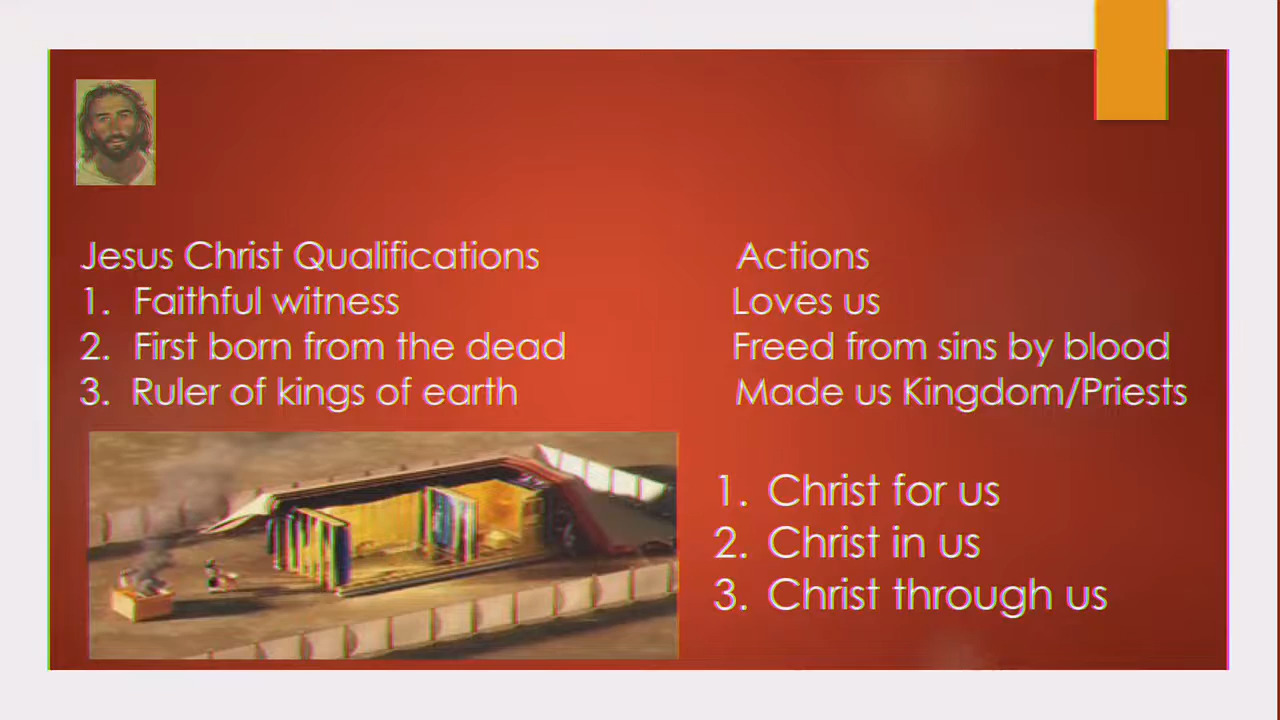 Jesus Christ Qualifications Actions
1. Faithful witness Loves us
2. First born from the dead Freed from sins by blood
3. Ruler of kings of earth Made us Kingdom/Priests
1. Christ for us
2. Christ in us
3. Christ through us